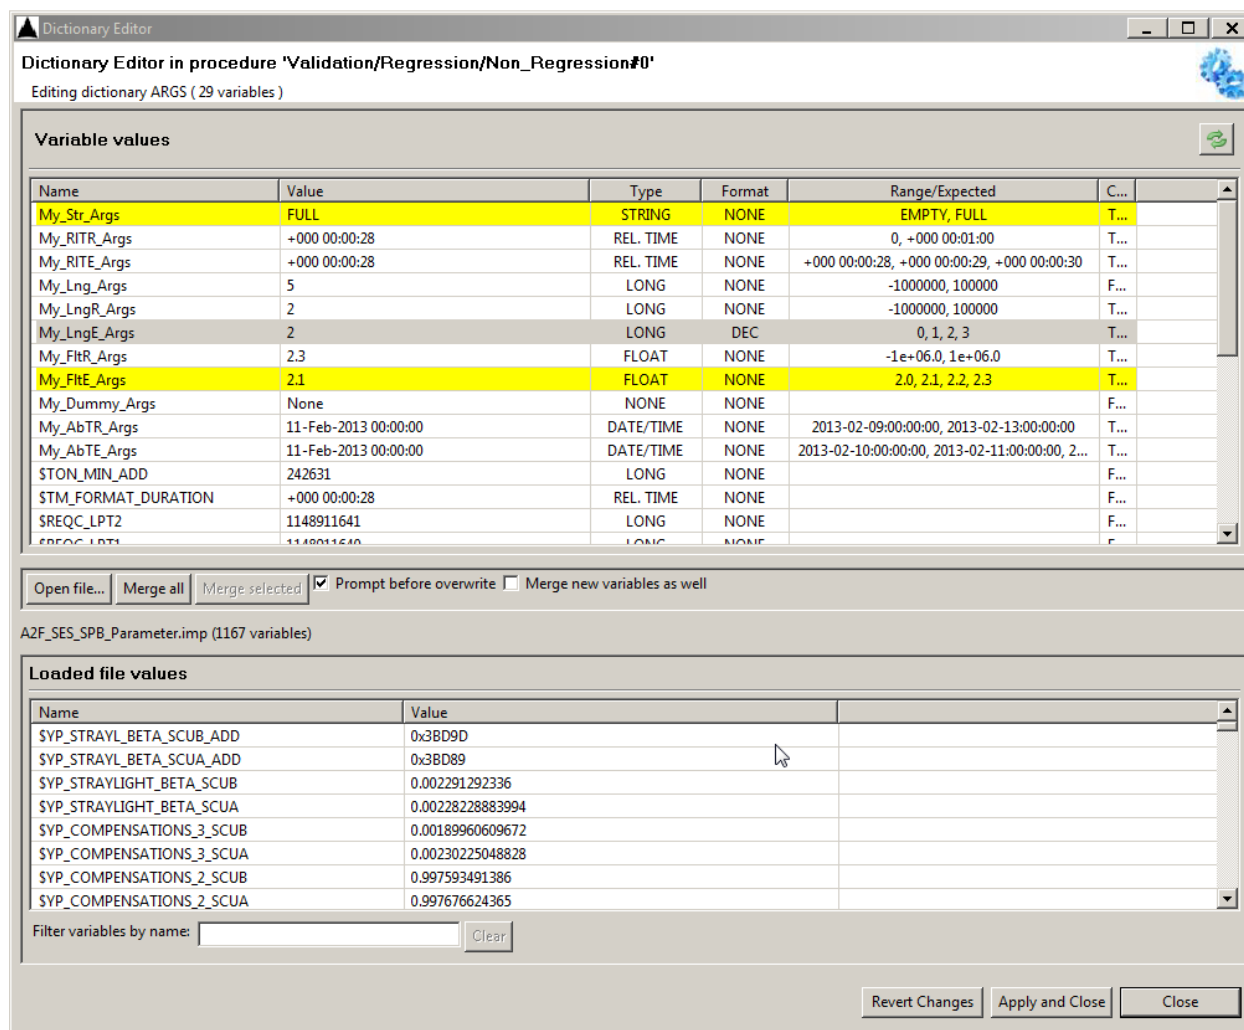 Dictionary Editor
Dictionary Editor in procedure 'Validation/Regression/Non_Regression#0'
Editing dictionary ARGS ( 29 variables )
Variable values
Name Value Type Format Range/Expected C...
My_Str_Args FULL STRING NONE EMPTY, FULL T...
My_RITR_Args +000 00:00:28 REL. TIME NONE 0, +000 00:01:00 T...
My_RITE_Args +000 00:00:28 REL. TIME NONE +000 00:00:28, +000 00:00:29, +000 00:00:30 T...
My_Lng_Args 5 LONG NONE -1000000, 100000 F...
My_LngR_Args 2 LONG NONE -1000000, 100000 T...
My_LngE_Args 2 LONG DEC 0, 1, 2, 3 T...
My_FltR_Args 2.3 FLOAT NONE -1e+06.0, 1e+06.0 T...
My_FltE_Args 2.1 FLOAT NONE 2.0, 2.1, 2.2, 2.3 T...
My_Dummy_Args None NONE NONE F...
My_AbTR_Args 11-Feb-2013 00:00:00 DATE/TIME NONE 2013-02-09:00:00:00, 2013-02-13:00:00:00 T...
My_AbTE_Args 11-Feb-2013 00:00:00 DATE/TIME NONE 2013-02-10:00:00:00, 2013-02-11:00:00:00, 2... T...
$TON_MIN_ADD 242631 LONG NONE F...
$TM_FORMAT_DURATION +000 00:00:28 REL. TIME NONE F...
$REQC_LPT2 1148911641 LONG NONE F...
$REQC_LPT1 1148911640 LONG NONE F...
Open file... Merge all Merge selected Prompt before overwrite Merge new variables as well
A2F_SES_SPB_Parameter.imp (1167 variables)
Loaded file values
Name Value
$YP_STRAYL_BETA_SCUB_ADD 0x3BD9D
$YP_STRAYL_BETA_SCUA_ADD 0x3BD89
$YP_STRAYLIGHT_BETA_SCUB 0.002291292336
$YP_STRAYLIGHT_BETA_SCUA 0.00228228883994
$YP_COMPENSATIONS_3_SCUB 0.00189960609672
$YP_COMPENSATIONS_3_SCUA 0.00230225048828
$YP_COMPENSATIONS_2_SCUB 0.997593491386
$YP_COMPENSATIONS_2_SCUA 0.997676624365
Filter variables by name: Clear
Revert Changes Apply and Close Close